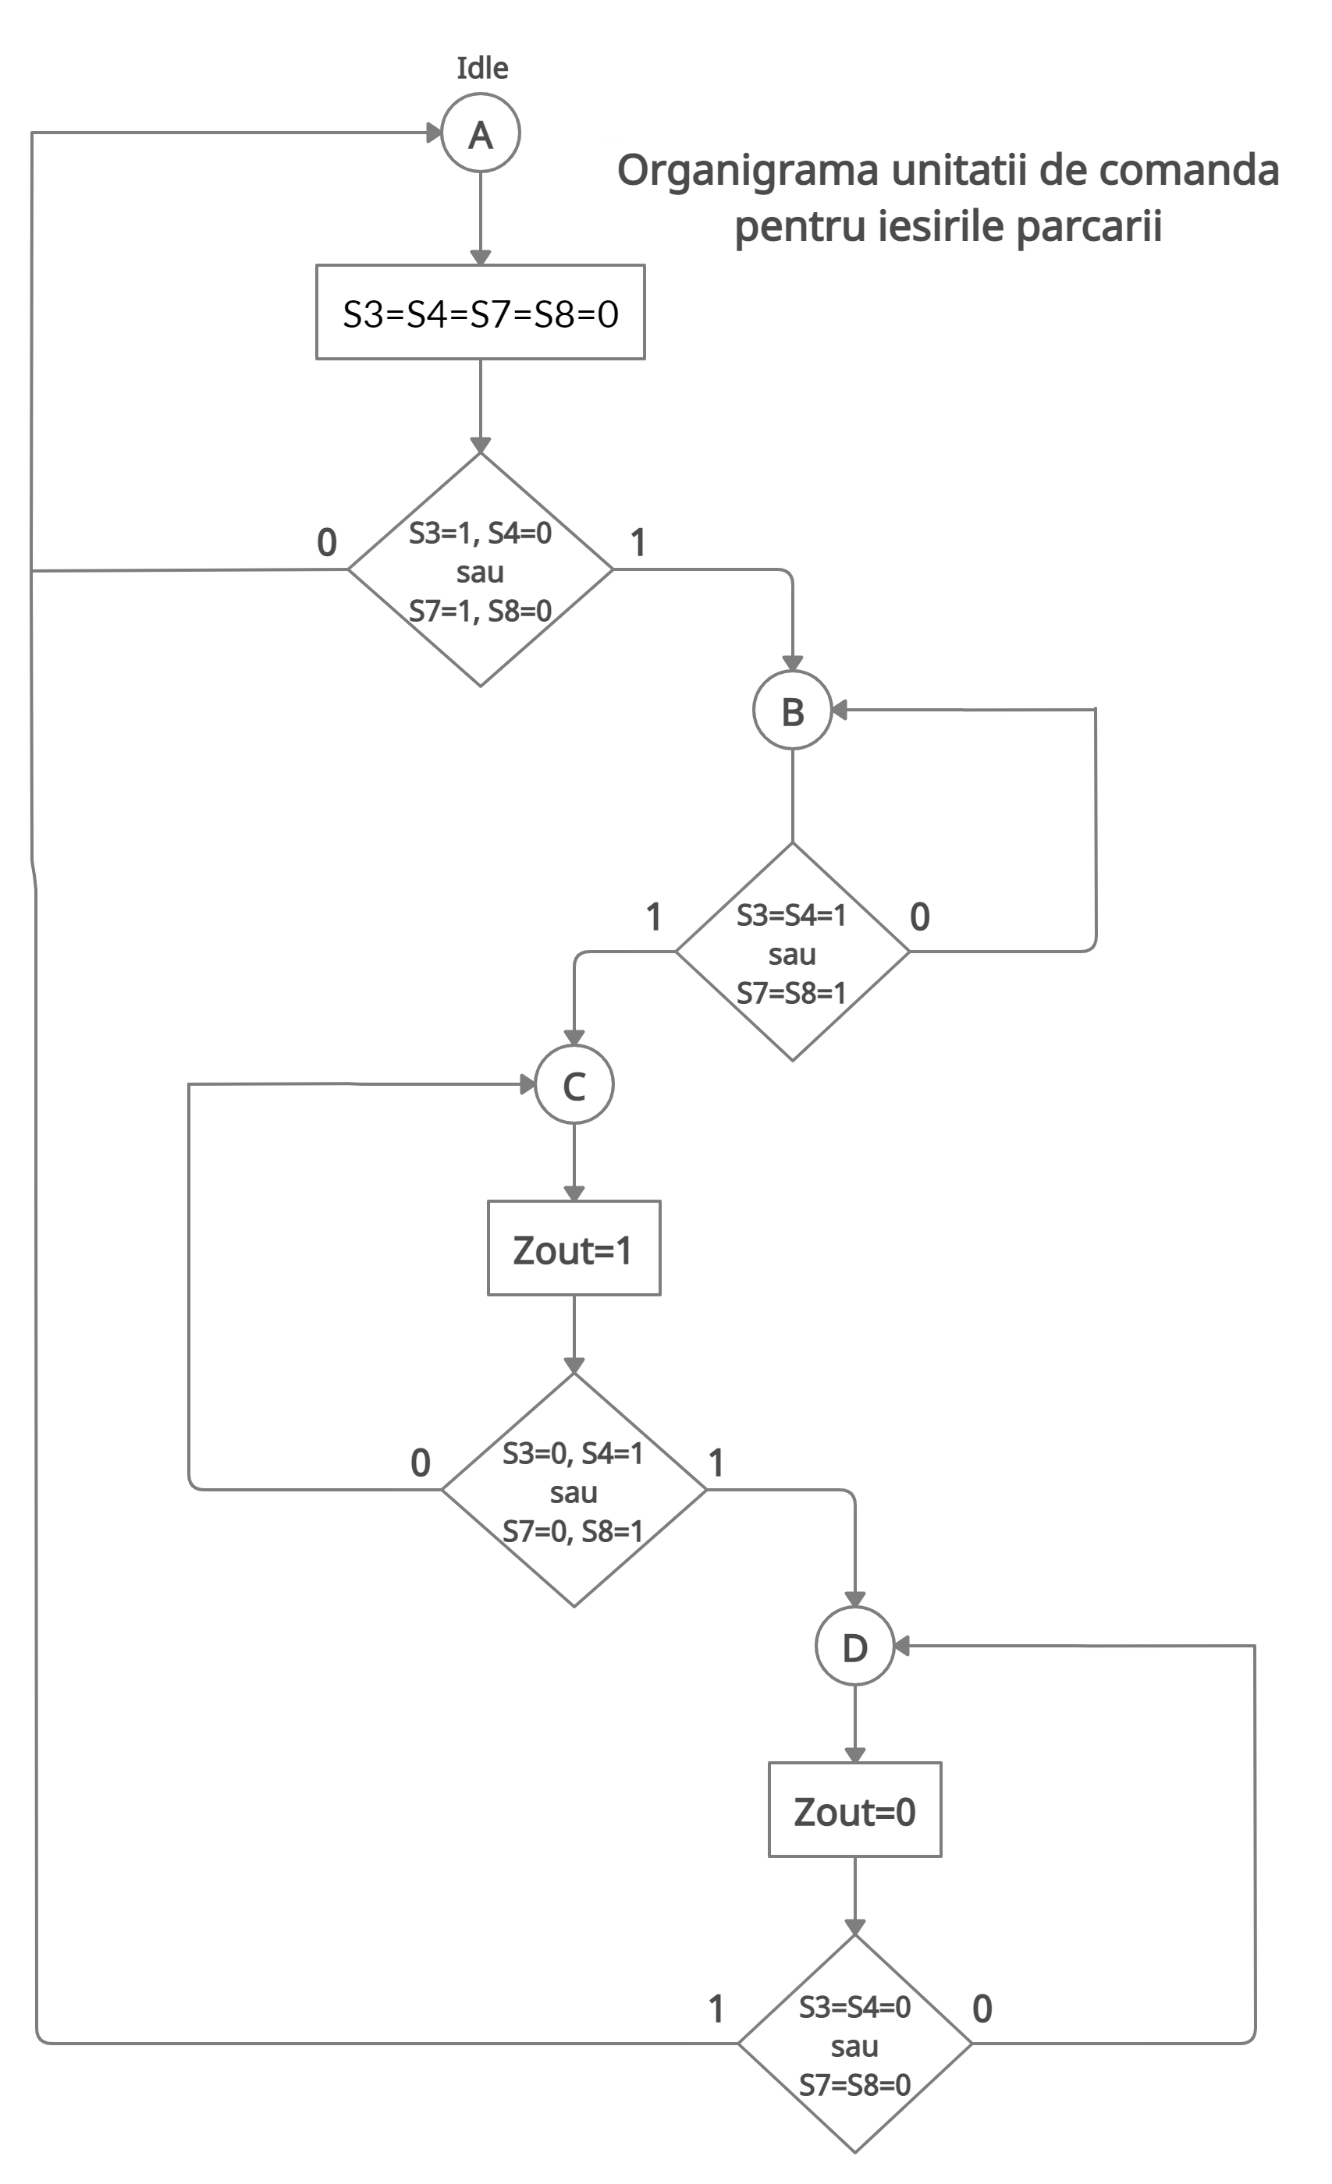 Idle
A
Organigrama unitatii de comanda
pentru iesirile parcarii
S3=S4=S7=S8=0
0
1
S3=1, S4=0
sau
S7=1, S8=0
B
1
0
S3=S4=1
sau
S7=S8=1
C
Zout=1
0
1
S3=0, S4=1
sau
S7=0, S8=1
D
Zout=0
1
0
S3=S4=0
sau
S7=S8=0